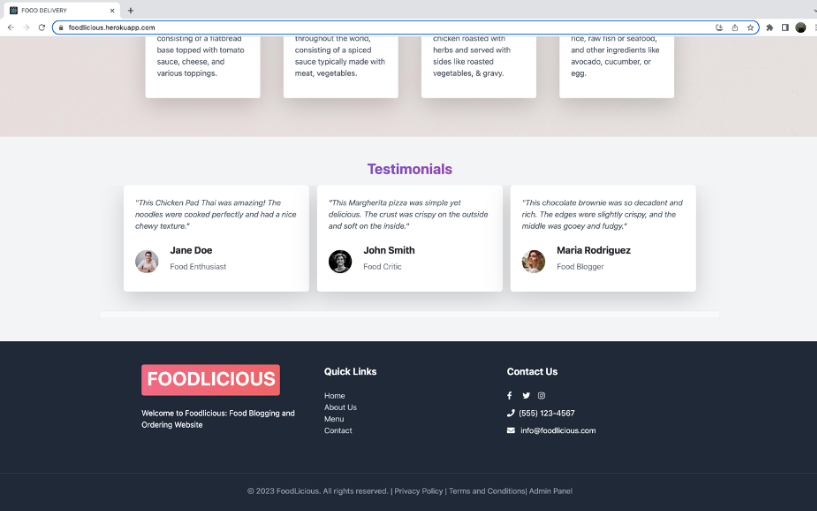 FOOD DELIVERY
foodlicious.herokuapp.com
consisting of a flatbread
base topped with tomato
sauce, cheese, and
various toppings.
throughout the world,
consisting of a spiced
sauce typically made with
meat, vegetables.
chicken roasted with
herbs and served with
sides like roasted
vegetables, & gravy.
rice, raw fish or seafood,
and other ingredients like
avocado, cucumber, or
egg.
Testimonials
"This Chicken Pad Thai was amazing! The
noodles were cooked perfectly and had a nice
chewy texture."
Jane Doe
Food Enthusiast
"This Margherita pizza was simple yet
delicious. The crust was crispy on the outside
and soft on the inside."
John Smith
Food Critic
"This chocolate brownie was so decadent and
rich. The edges were slightly crispy, and the
middle was gooey and fudgy."
Maria Rodriguez
Food Blogger
FOODLICIOUS
Welcome to Foodlicious: Food Blogging and
Ordering Website
Quick Links
Home
About Us
Menu
Contact
Contact Us
(555) 123-4567
info@foodlicious.com
© 2023 FoodLicious. All rights reserved. | Privacy Policy | Terms and Conditions| Admin Panel